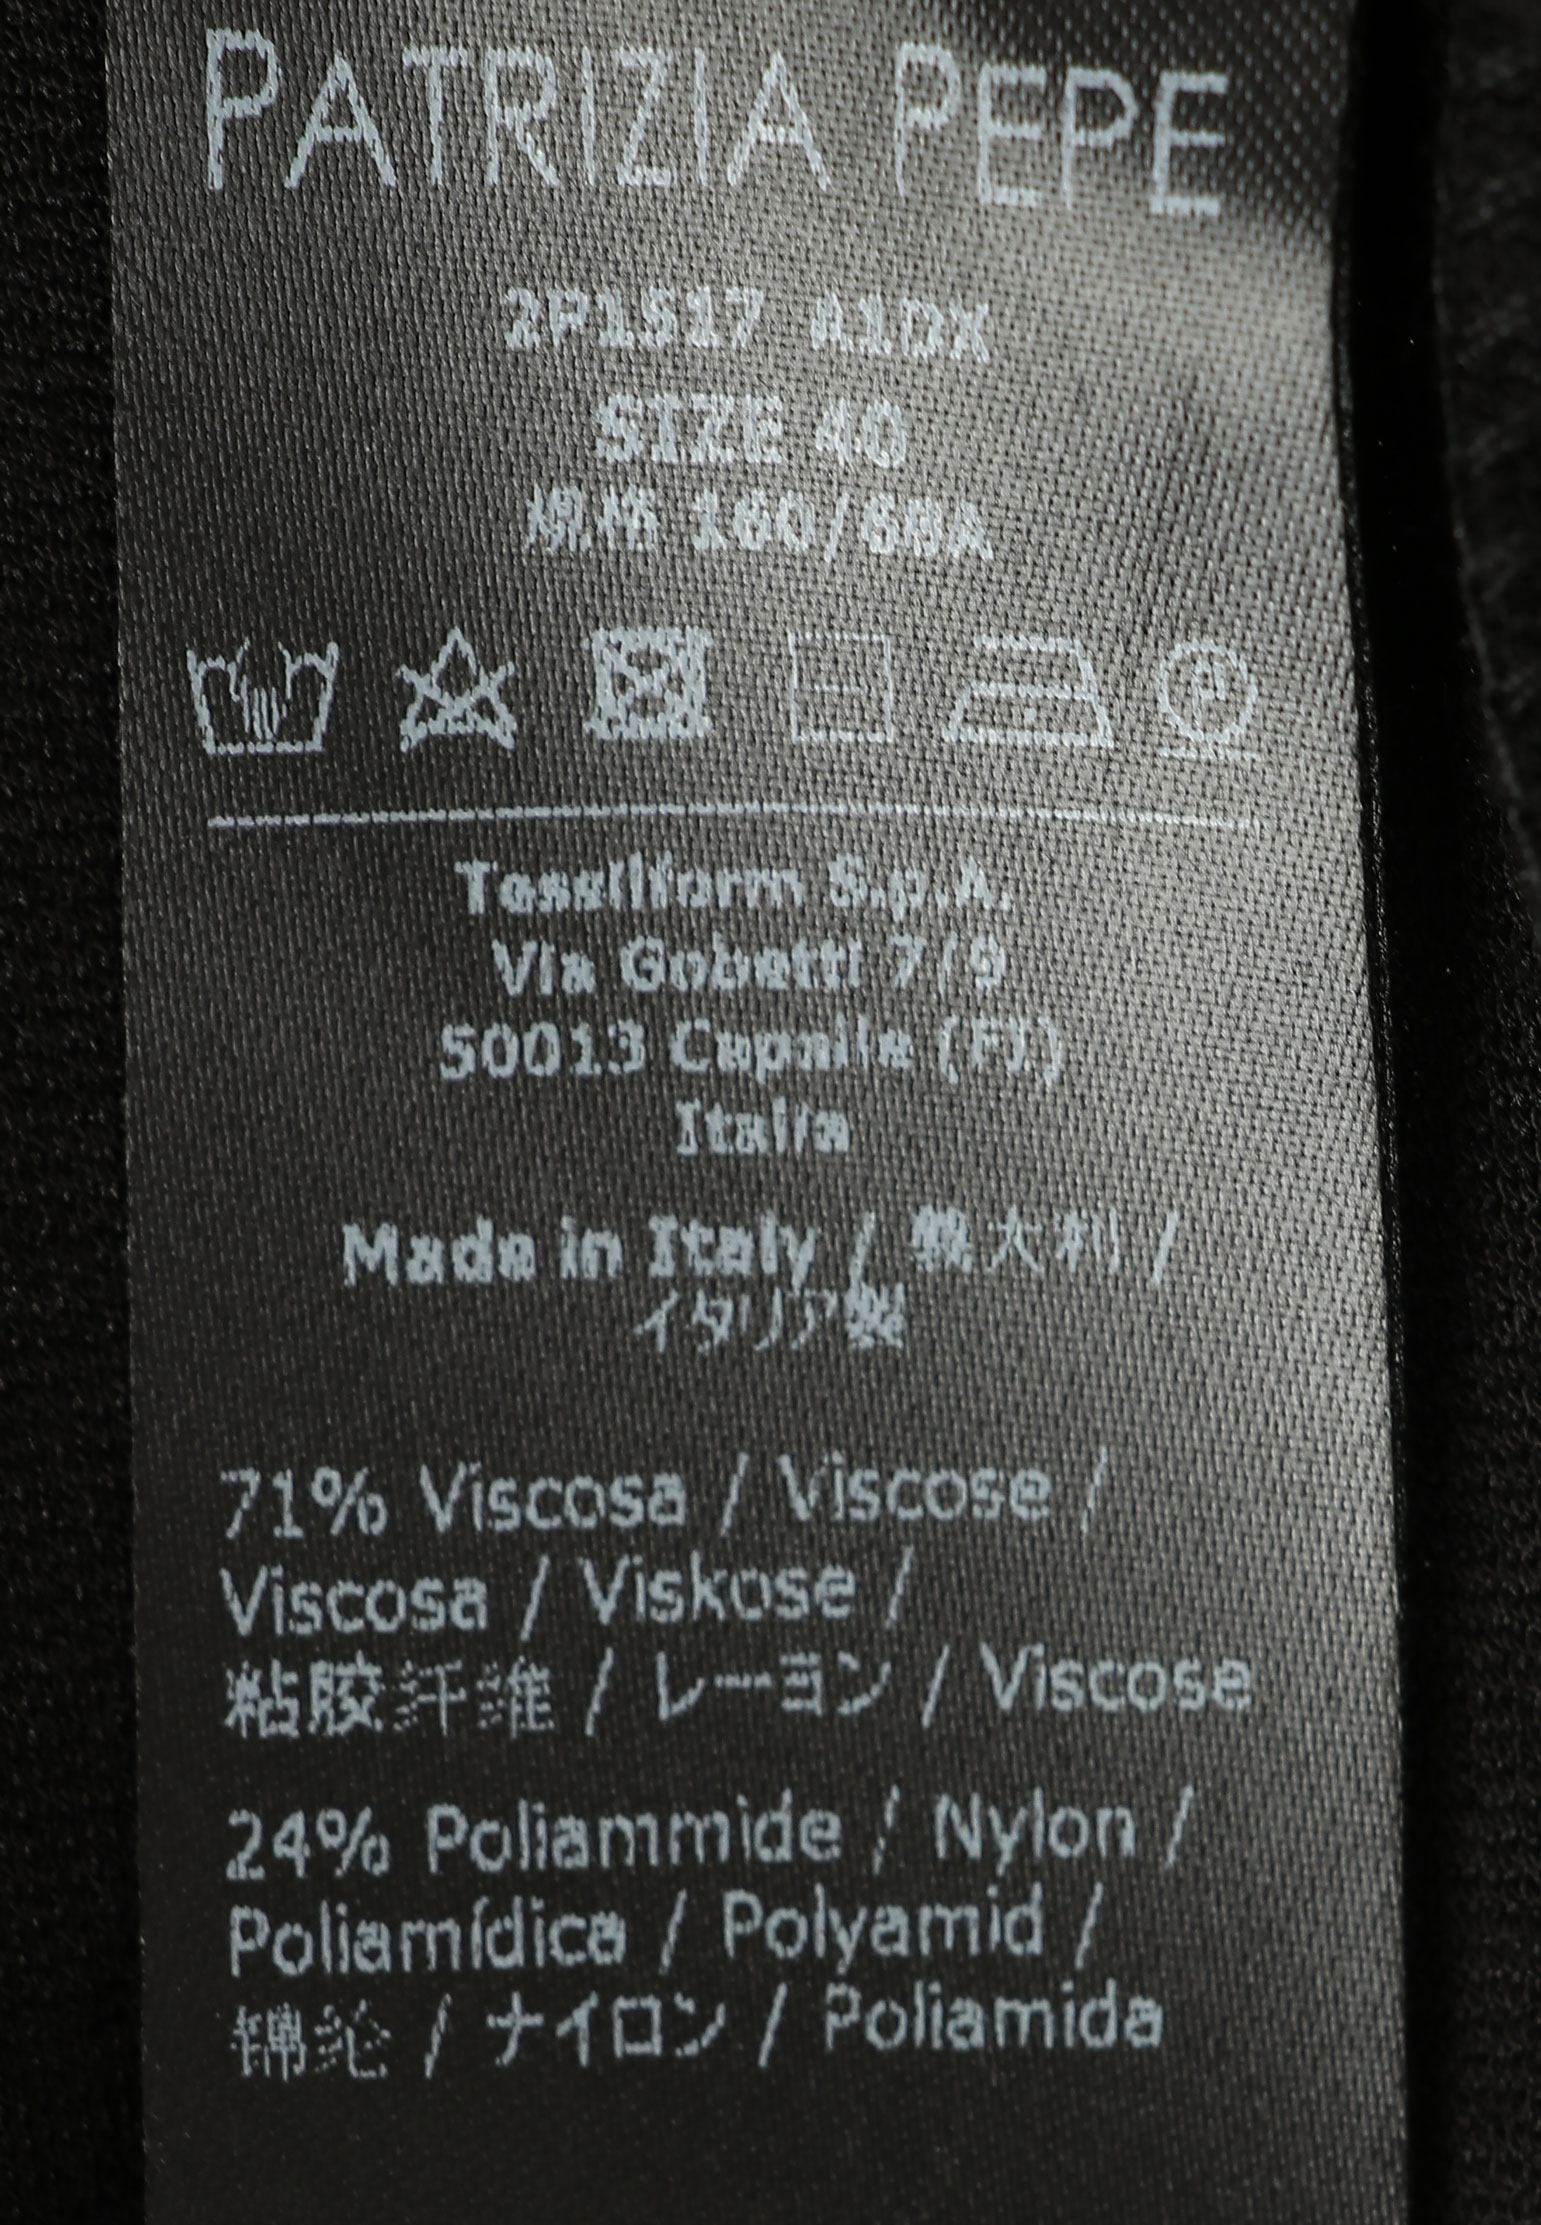 PATRIZIA PEPE
2P1517 A1DX
SIZE 40
规格 160/68A
P
Tessilform S.p.A.
Via Gobetti 7/9
50013 Capalle (FI)
Italia
Made in Italy / 義大利 /
イタリア製
71% Viscosa / Viscose /
Viscosa / Viskose /
粘胶纤维 / レーヨン / Viscose
24% Poliammide / Nylon /
Poliamídica / Polyamid /
锦纶 / ナイロン / Poliamida